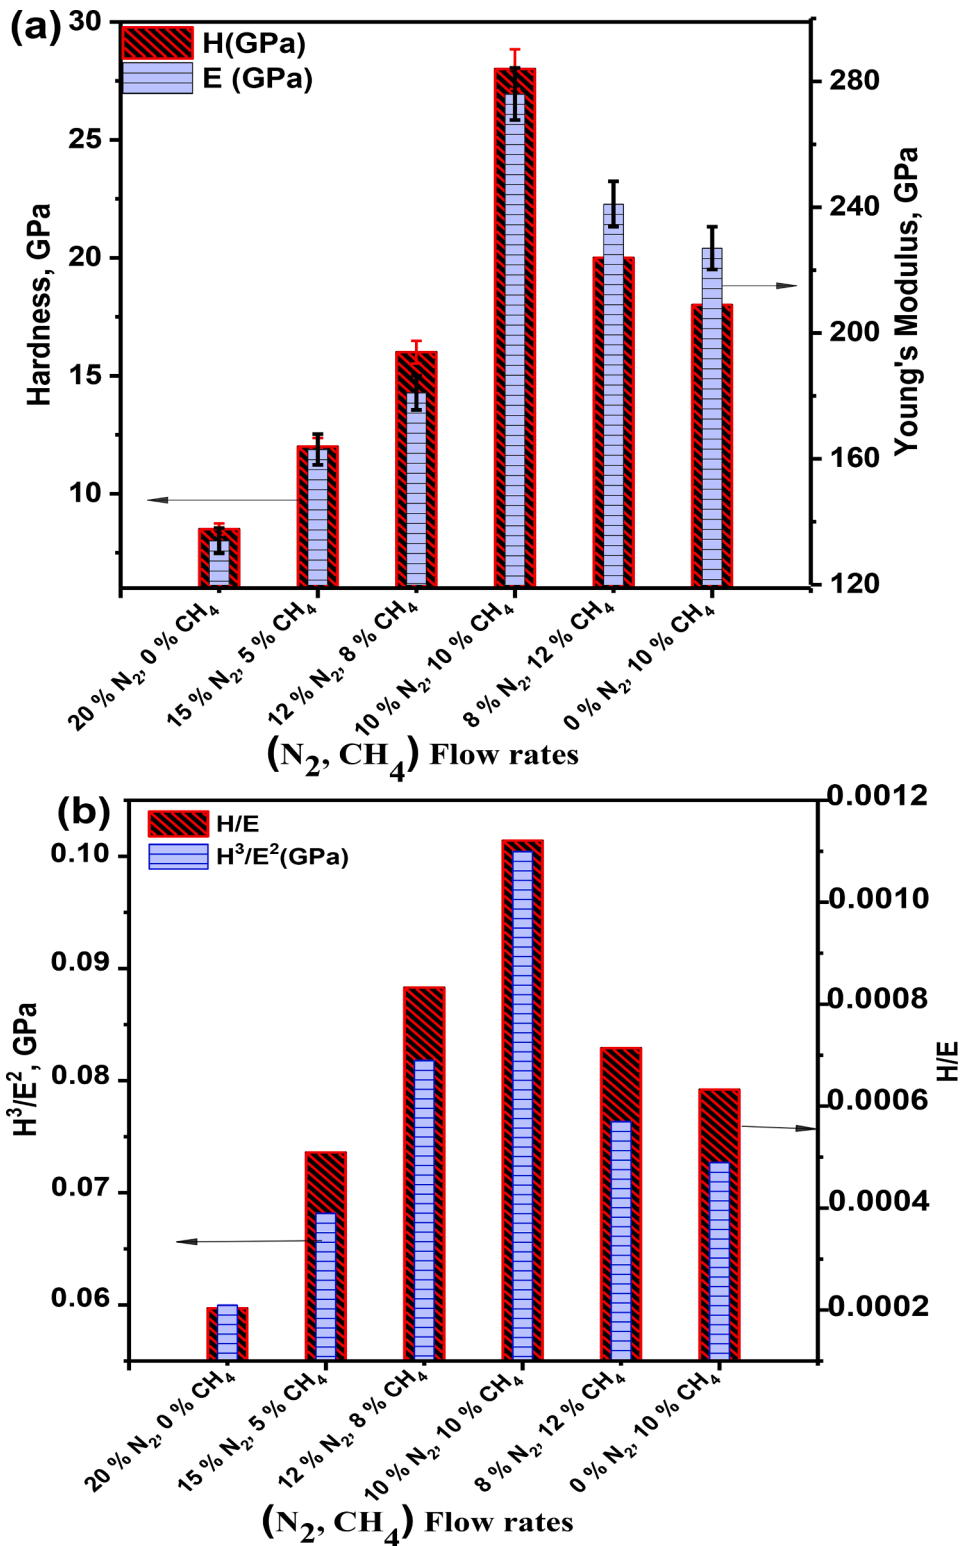 (a)
H(GPa)
E (GPa)
30
25
20
15
10
Hardness, GPa
280
240
200
160
120
Young's Modulus, GPa
20 % N2, 0 % CH4
15 % N2, 5 % CH4
12 % N2, 8 % CH4
10 % N2, 10 % CH4
8 % N2, 12 % CH4
0 % N2, 10 % CH4
(N2, CH4) Flow rates
(b)
H/E
H³/E²(GPa)
0.10
0.09
0.08
0.07
0.06
H³/E², GPa
0.0012
0.0010
0.0008
0.0006
0.0004
0.0002
H/E
20 % N2, 0 % CH4
15 % N2, 5 % CH4
12 % N2, 8 % CH4
10 % N2, 10 % CH4
8 % N2, 12 % CH4
0 % N2, 10 % CH4
(N2, CH4) Flow rates